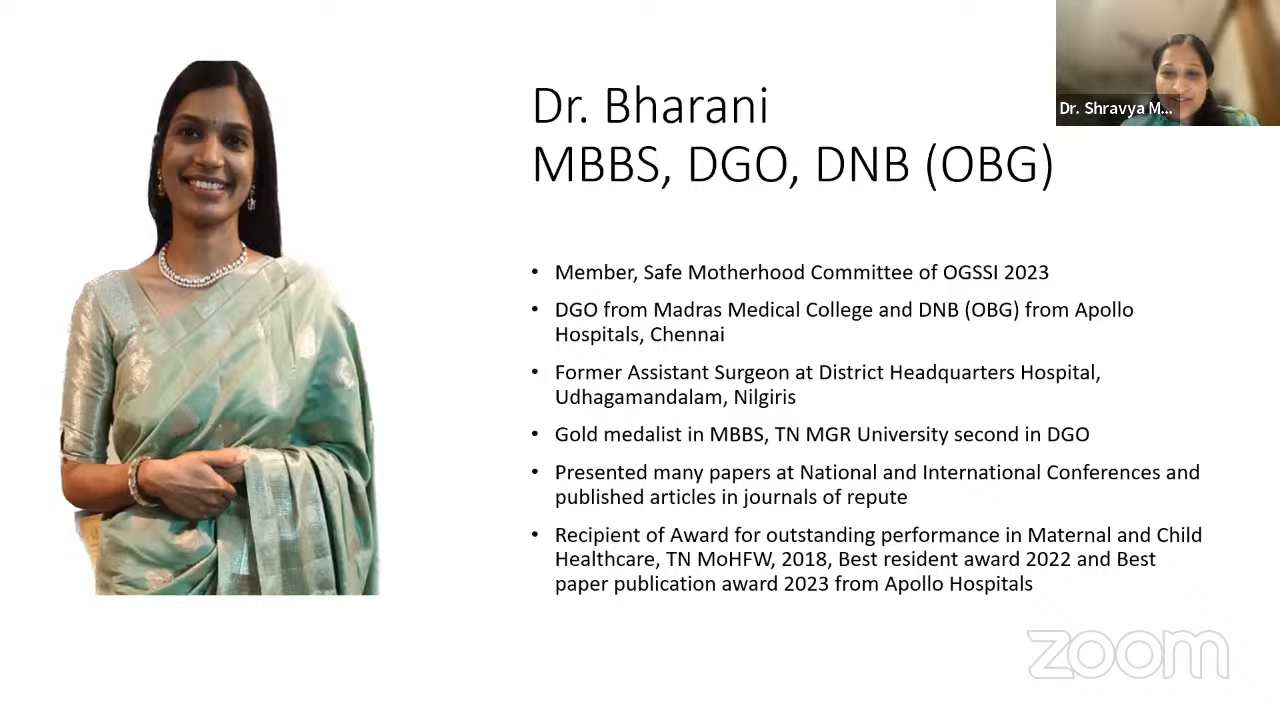 Dr. Bharani
MBBS, DGO, DNB (OBG)
Dr. Shravya M...
• Member, Safe Motherhood Committee of OGSSI 2023
• DGO from Madras Medical College and DNB (OBG) from Apollo
Hospitals, Chennai
• Former Assistant Surgeon at District Headquarters Hospital,
Udhagamandalam, Nilgiris
• Gold medalist in MBBS, TN MGR University second in DGO
• Presented many papers at National and International Conferences and
published articles in journals of repute
• Recipient of Award for outstanding performance in Maternal and Child
Healthcare, TN MoHFW, 2018, Best resident award 2022 and Best
paper publication award 2023 from Apollo Hospitals
zoom